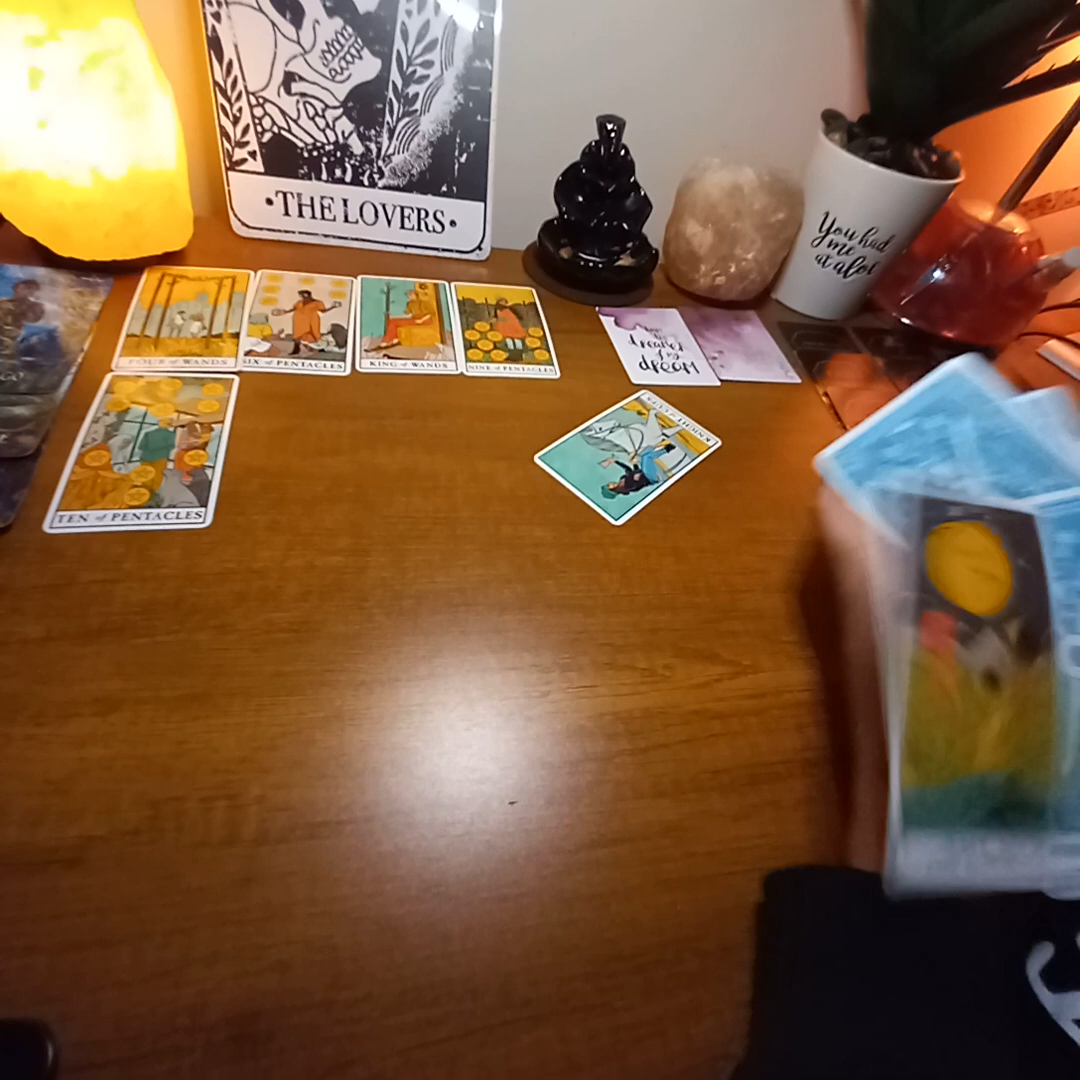 •THE LOVERS•
You had
me
at aloe
FOUR of WANDS
SIX of PENTACLES
KING of WANDS
NINE of PENTACLES
dreamer
dream
KNIGHT of CUPS
TEN of PENTACLES